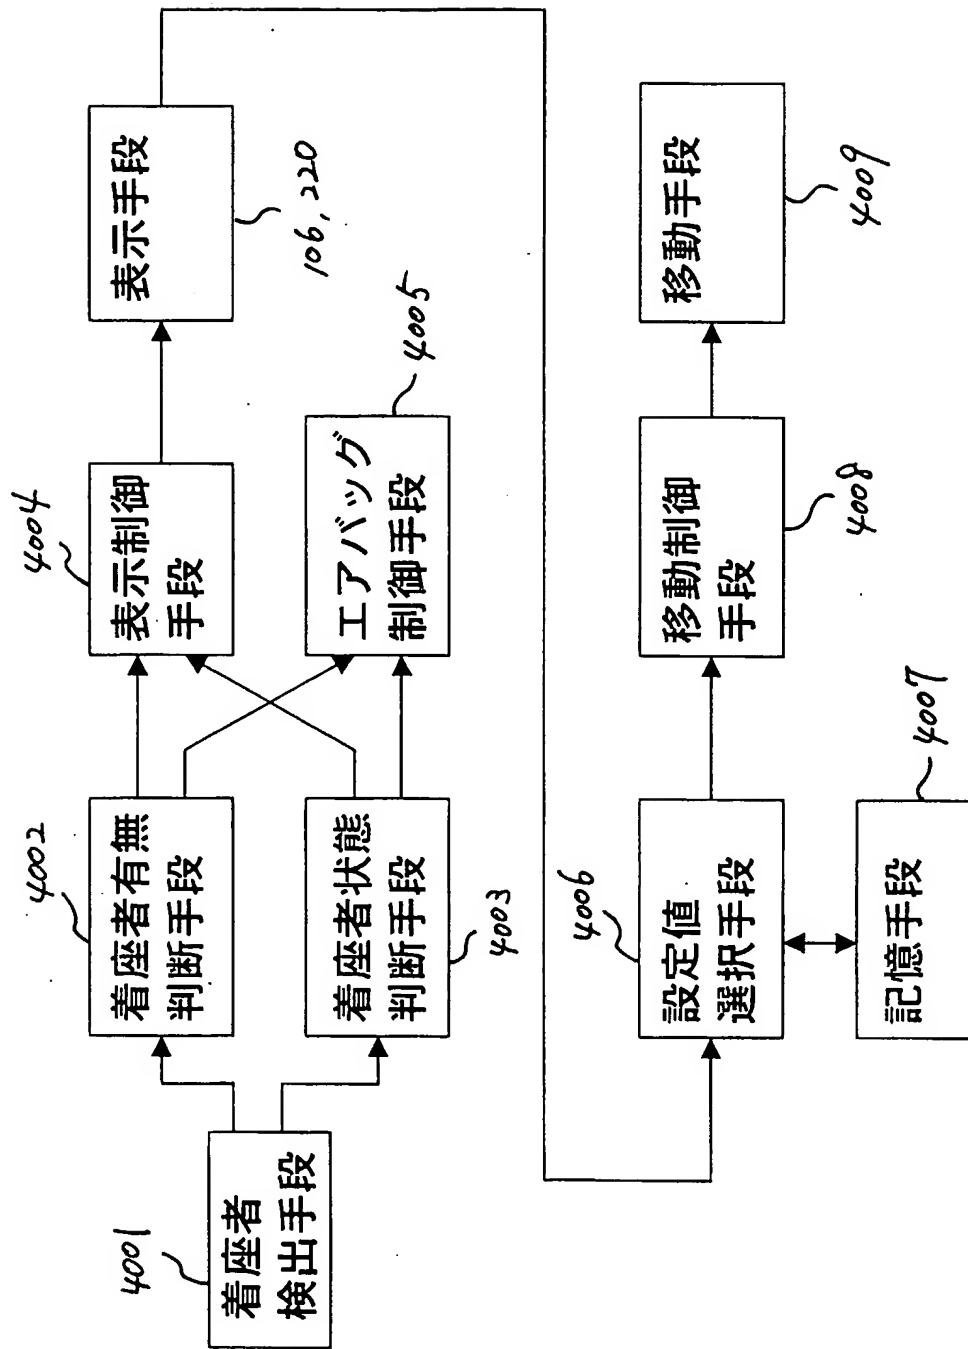 4001
着座者
検出手段
4002
着座者有無
判断手段
着座者状態
判断手段
4003
4004
表示制御
手段
エアバッグ
制御手段
4005
表示手段
106, 220
4006
設定値
選択手段
記憶手段
4007
移動制御
手段
4008
移動手段
4009